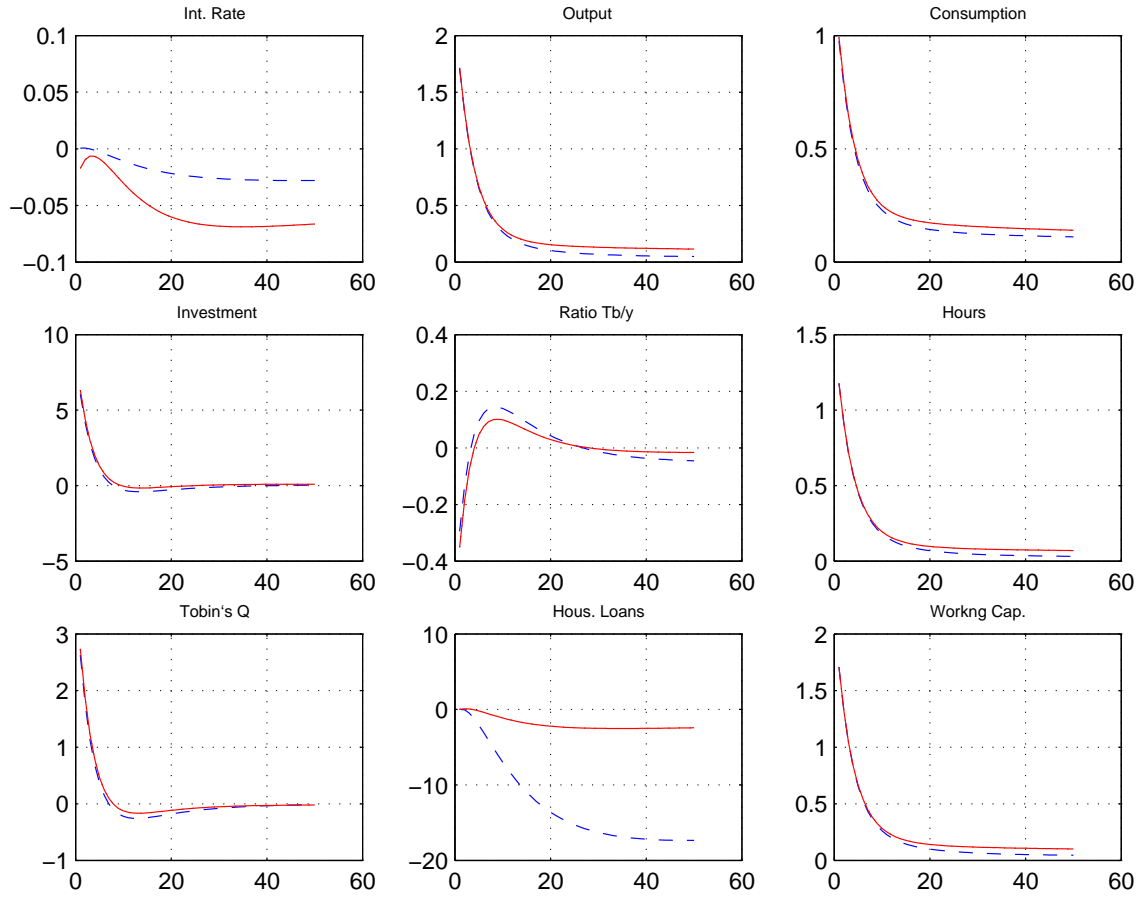 Int. Rate
0.1
0.05
0
−0.05
−0.1
0 20 40 60
Output
2
1.5
1
0.5
0
0 20 40 60
Consumption
1
0.5
0
0 20 40 60
Investment
10
5
0
−5
0 20 40 60
Ratio Tb/y
0.4
0.2
0
−0.2
−0.4
0 20 40 60
Hours
1.5
1
0.5
0
0 20 40 60
Tobin‘s Q
3
2
1
0
−1
0 20 40 60
Hous. Loans
10
0
−10
−20
0 20 40 60
Workng Cap.
2
1.5
1
0.5
0
0 20 40 60